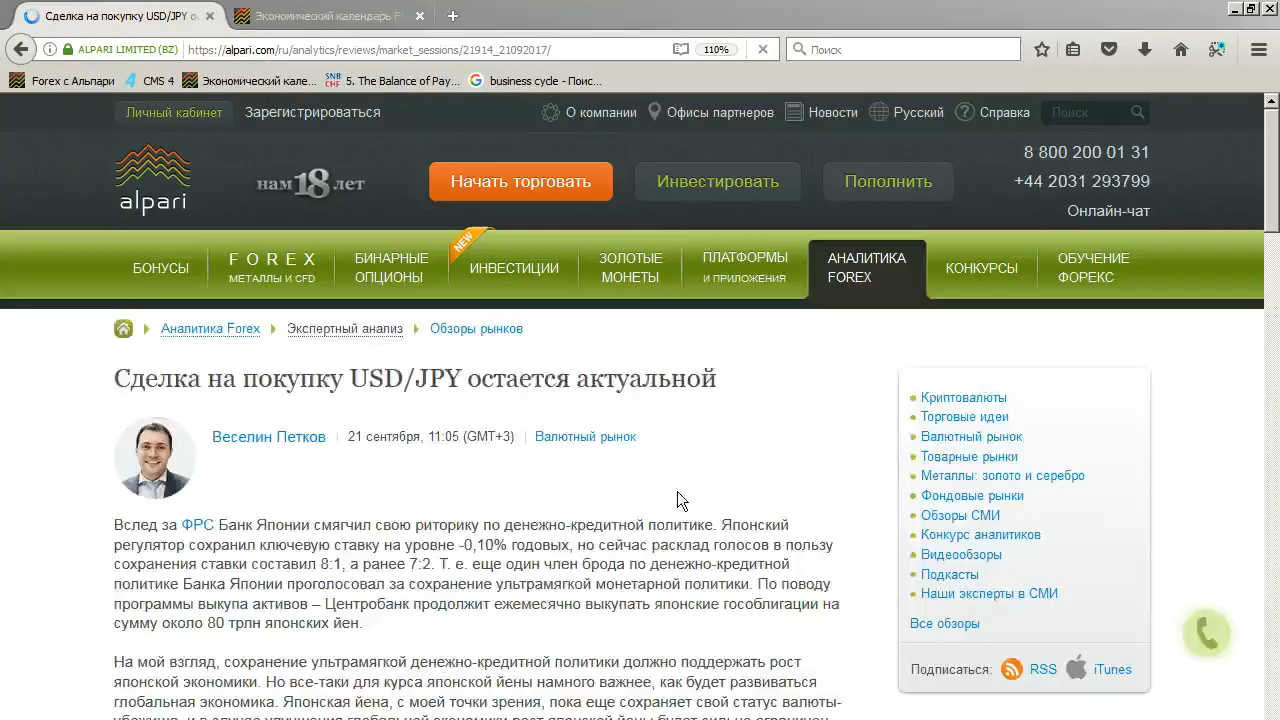 Сделка на покупку USD/JPY о
Экономический календарь F
ALPARI LIMITED (BZ)
https://alpari.com/ru/analytics/reviews/market_sessions/21914_21092017/
110%
Поиск
Forex с Альпари
CMS 4
Экономический кале...
SNB
5. The Balance of Pay...
business cycle - Поис...
Личный кабинет
Зарегистрироваться
О компании
Офисы партнеров
Новости
Русский
Справка
Поиск
alpari
нам 18 лет
Начать торговать
Инвестировать
Пополнить
8 800 200 01 31
+44 2031 293799
Онлайн-чат
БОНУСЫ
FOREX
МЕТАЛЛЫ И CFD
БИНАРНЫЕ
ОПЦИОНЫ
NEW
ИНВЕСТИЦИИ
ЗОЛОТЫЕ
МОНЕТЫ
ПЛАТФОРМЫ
И ПРИЛОЖЕНИЯ
АНАЛИТИКА
FOREX
КОНКУРСЫ
ОБУЧЕНИЕ
ФОРЕКС
Аналитика Forex
Экспертный анализ
Обзоры рынков
Сделка на покупку USD/JPY остается актуальной
Веселин Петков
21 сентября, 11:05 (GMT+3)
Валютный рынок
Вслед за ФРС Банк Японии смягчил свою риторику по денежно-кредитной политике. Японский
регулятор сохранил ключевую ставку на уровне -0,10% годовых, но сейчас расклад голосов в пользу
сохранения ставки составил 8:1, а ранее 7:2. Т. е. еще один член брода по денежно-кредитной
политике Банка Японии проголосовал за сохранение ультрамягкой монетарной политики. По поводу
программы выкупа активов – Центробанк продолжит ежемесячно выкупать японские гособлигации на
сумму около 80 трлн японских йен.
На мой взгляд, сохранение ультрамягкой денежно-кредитной политики должно поддержать рост
японской экономики. Но все-таки для курса японской йены намного важнее, как будет развиваться
глобальная экономика. Японская йена, с моей точки зрения, пока еще сохраняет свой статус валюты-
Криптовалюты
Торговые идеи
Валютный рынок
Товарные рынки
Металлы: золото и серебро
Фондовые рынки
Обзоры СМИ
Конкурс аналитиков
Видеообзоры
Подкасты
Наши эксперты в СМИ
Все обзоры
Подписаться:
RSS
iTunes